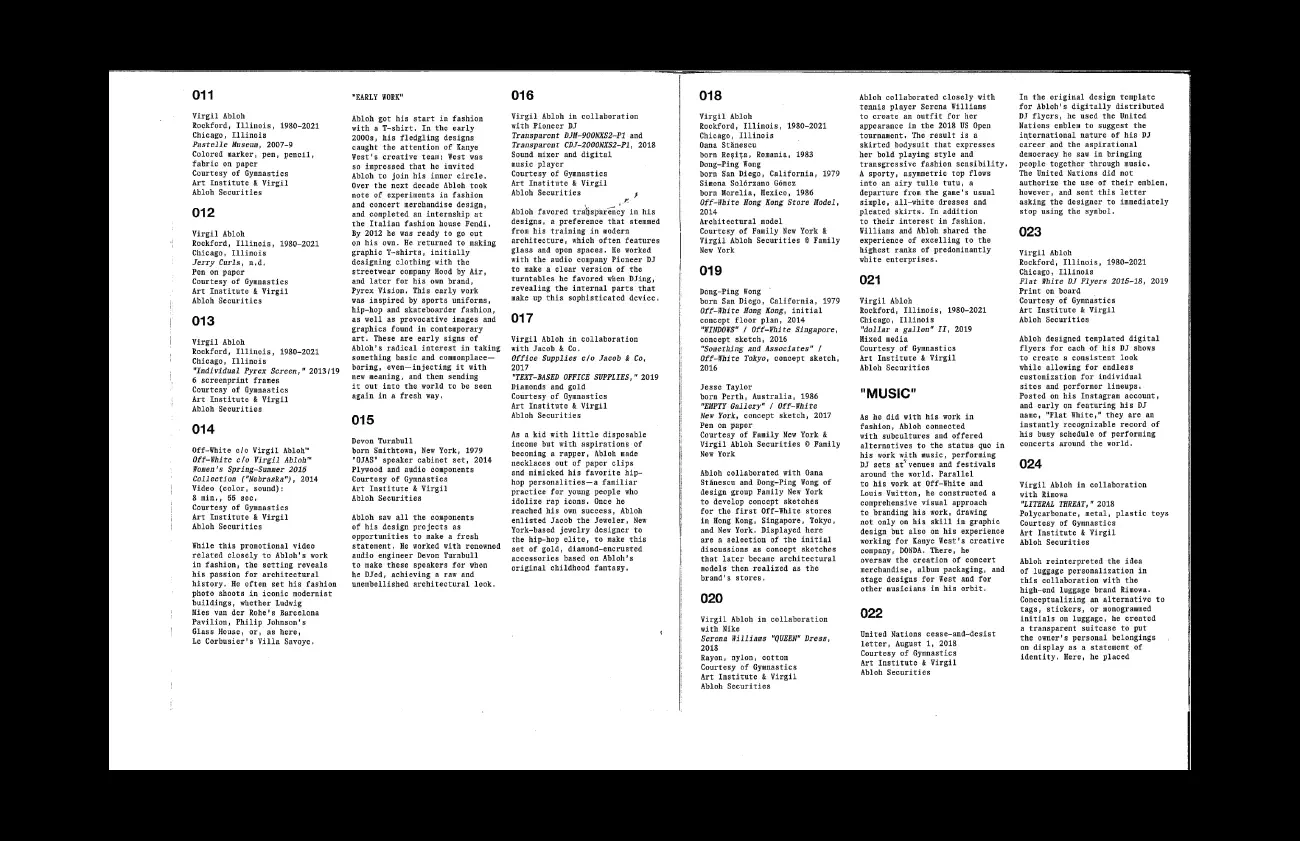 011
Virgil Abloh
Rockford, Illinois, 1980–2021
Chicago, Illinois
Pastelle Museum, 2007–9
Colored marker, pen, pencil,
fabric on paper
Courtesy of Gymnastics
Art Institute & Virgil
Abloh Securities
012
Virgil Abloh
Rockford, Illinois, 1980–2021
Chicago, Illinois
Jerry Curls, n.d.
Pen on paper
Courtesy of Gymnastics
Art Institute & Virgil
Abloh Securities
013
Virgil Abloh
Rockford, Illinois, 1980–2021
Chicago, Illinois
"Individual Pyrex Screen," 2013/19
6 screenprint frames
Courtesy of Gymnastics
Art Institute & Virgil
Abloh Securities
014
Off-White c/o Virgil Abloh™
Off-White c/o Virgil Abloh™
Women's Spring-Summer 2015
Collection ("Nebraska"), 2014
Video (color, sound):
8 min., 55 sec.
Courtesy of Gymnastics
Art Institute & Virgil
Abloh Securities
While this promotional video
related closely to Abloh's work
in fashion, the setting reveals
his passion for architectural
history. He often set his fashion
photo shoots in iconic modernist
buildings, whether Ludwig
Mies van der Rohe's Barcelona
Pavilion, Philip Johnson's
Glass House, or, as here,
Le Corbusier's Villa Savoye.
"EARLY WORK"
Abloh got his start in fashion
with a T-shirt. In the early
2000s, his fledgling designs
caught the attention of Kanye
West's creative team; West was
so impressed that he invited
Abloh to join his inner circle.
Over the next decade Abloh took
note of experiments in fashion
and concert merchandise design,
and completed an internship at
the Italian fashion house Fendi.
By 2012 he was ready to go out
on his own. He returned to making
graphic T-shirts, initially
designing clothing with the
streetwear company Hood by Air,
and later for his own brand,
Pyrex Vision. This early work
was inspired by sports uniforms,
hip-hop and skateboarder fashion,
as well as provocative images and
graphics found in contemporary
art. These are early signs of
Abloh's radical interest in taking
something basic and commonplace—
boring, even—injecting it with
new meaning, and then sending
it out into the world to be seen
again in a fresh way.
015
Devon Turnbull
born Smithtown, New York, 1979
"OJAS" speaker cabinet set, 2014
Plywood and audio components
Courtesy of Gymnastics
Art Institute & Virgil
Abloh Securities
Abloh saw all the components
of his design projects as
opportunities to make a fresh
statement. He worked with renowned
audio engineer Devon Turnbull
to make these speakers for when
he DJed, achieving a raw and
unembellished architectural look.
016
Virgil Abloh in collaboration
with Pioneer DJ
Transparent DJM-900NXS2-P1 and
Transparent CDJ-2000NXS2-P1, 2018
Sound mixer and digital
music player
Courtesy of Gymnastics
Art Institute & Virgil
Abloh Securities
Abloh favored transparency in his
designs, a preference that stemmed
from his training in modern
architecture, which often features
glass and open spaces. He worked
with the audio company Pioneer DJ
to make a clear version of the
turntables he favored when DJing,
revealing the internal parts that
make up this sophisticated device.
017
Virgil Abloh in collaboration
with Jacob & Co.
Office Supplies c/o Jacob & Co,
2017
"TEXT-BASED OFFICE SUPPLIES," 2019
Diamonds and gold
Courtesy of Gymnastics
Art Institute & Virgil
Abloh Securities
As a kid with little disposable
income but with aspirations of
becoming a rapper, Abloh made
necklaces out of paper clips
and mimicked his favorite hip-
hop personalities—a familiar
practice for young people who
idolize rap icons. Once he
reached his own success, Abloh
enlisted Jacob the Jeweler, New
York-based jewelry designer to
the hip-hop elite, to make this
set of gold, diamond-encrusted
accessories based on Abloh's
original childhood fantasy.
018
Virgil Abloh
Rockford, Illinois, 1980–2021
Chicago, Illinois
Oana Stănescu
born Reșița, Romania, 1983
Dong-Ping Wong
born San Diego, California, 1979
Simona Solórzano Gómez
born Morelia, Mexico, 1986
Off-White Hong Kong Store Model,
2014
Architectural model
Courtesy of Family New York &
Virgil Abloh Securities © Family
New York
019
Dong-Ping Wong
born San Diego, California, 1979
Off-White Hong Kong, initial
concept floor plan, 2014
"WINDOWS" / Off-White Singapore,
concept sketch, 2016
"Something and Associates" /
Off-White Tokyo, concept sketch,
2016
Jesse Taylor
born Perth, Australia, 1986
"EMPTY Gallery" / Off-White
New York, concept sketch, 2017
Pen on paper
Courtesy of Family New York &
Virgil Abloh Securities © Family
New York
Abloh collaborated with Oana
Stănescu and Dong-Ping Wong of
design group Family New York
to develop concept sketches
for the first Off-White stores
in Hong Kong, Singapore, Tokyo,
and New York. Displayed here
are a selection of the initial
discussions as concept sketches
that later became architectural
models then realized as the
brand's stores.
020
Virgil Abloh in collaboration
with Nike
Serena Williams "QUEEN" Dress,
2018
Rayon, nylon, cotton
Courtesy of Gymnastics
Art Institute & Virgil
Abloh Securities
Abloh collaborated closely with
tennis player Serena Williams
to create an outfit for her
appearance in the 2018 US Open
tournament. The result is a
skirted bodysuit that expresses
her bold playing style and
transgressive fashion sensibility.
A sporty, asymmetric top flows
into an airy tulle tutu, a
departure from the game's usual
simple, all-white dresses and
pleated skirts. In addition
to their interest in fashion,
Williams and Abloh shared the
experience of excelling to the
highest ranks of predominantly
white enterprises.
021
Virgil Abloh
Rockford, Illinois, 1980–2021
Chicago, Illinois
"dollar a gallon" II, 2019
Mixed media
Courtesy of Gymnastics
Art Institute & Virgil
Abloh Securities
"MUSIC"
As he did with his work in
fashion, Abloh connected
with subcultures and offered
alternatives to the status quo in
his work with music, performing
DJ sets at venues and festivals
around the world. Parallel
to his work at Off-White and
Louis Vuitton, he constructed a
comprehensive visual approach
to branding his work, drawing
not only on his skill in graphic
design but also on his experience
working for Kanye West's creative
company, DONDA. There, he
oversaw the creation of concert
merchandise, album packaging, and
stage designs for West and for
other musicians in his orbit.
022
United Nations cease-and-desist
letter, August 1, 2018
Courtesy of Gymnastics
Art Institute & Virgil
Abloh Securities
In the original design template
for Abloh's digitally distributed
DJ flyers, he used the United
Nations emblem to suggest the
international nature of his DJ
career and the aspirational
democracy he saw in bringing
people together through music.
The United Nations did not
authorize the use of their emblem,
however, and sent this letter
asking the designer to immediately
stop using the symbol.
023
Virgil Abloh
Rockford, Illinois, 1980–2021
Chicago, Illinois
Flat White DJ Flyers 2015–18, 2019
Print on board
Courtesy of Gymnastics
Art Institute & Virgil
Abloh Securities
Abloh designed templated digital
flyers for each of his DJ shows
to create a consistent look
while allowing for endless
customization for individual
sites and performer lineups.
Posted on his Instagram account,
and early on featuring his DJ
name, "Flat White," they are an
instantly recognizable record of
his busy schedule of performing
concerts around the world.
024
Virgil Abloh in collaboration
with Rimowa
"LITERAL THREAT," 2018
Polycarbonate, metal, plastic toys
Courtesy of Gymnastics
Art Institute & Virgil
Abloh Securities
Abloh reinterpreted the idea
of luggage personalization in
this collaboration with the
high-end luggage brand Rimowa.
Conceptualizing an alternative to
tags, stickers, or monogrammed
initials on luggage, he created
a transparent suitcase to put
the owner's personal belongings
on display as a statement of
identity. Here, he placed